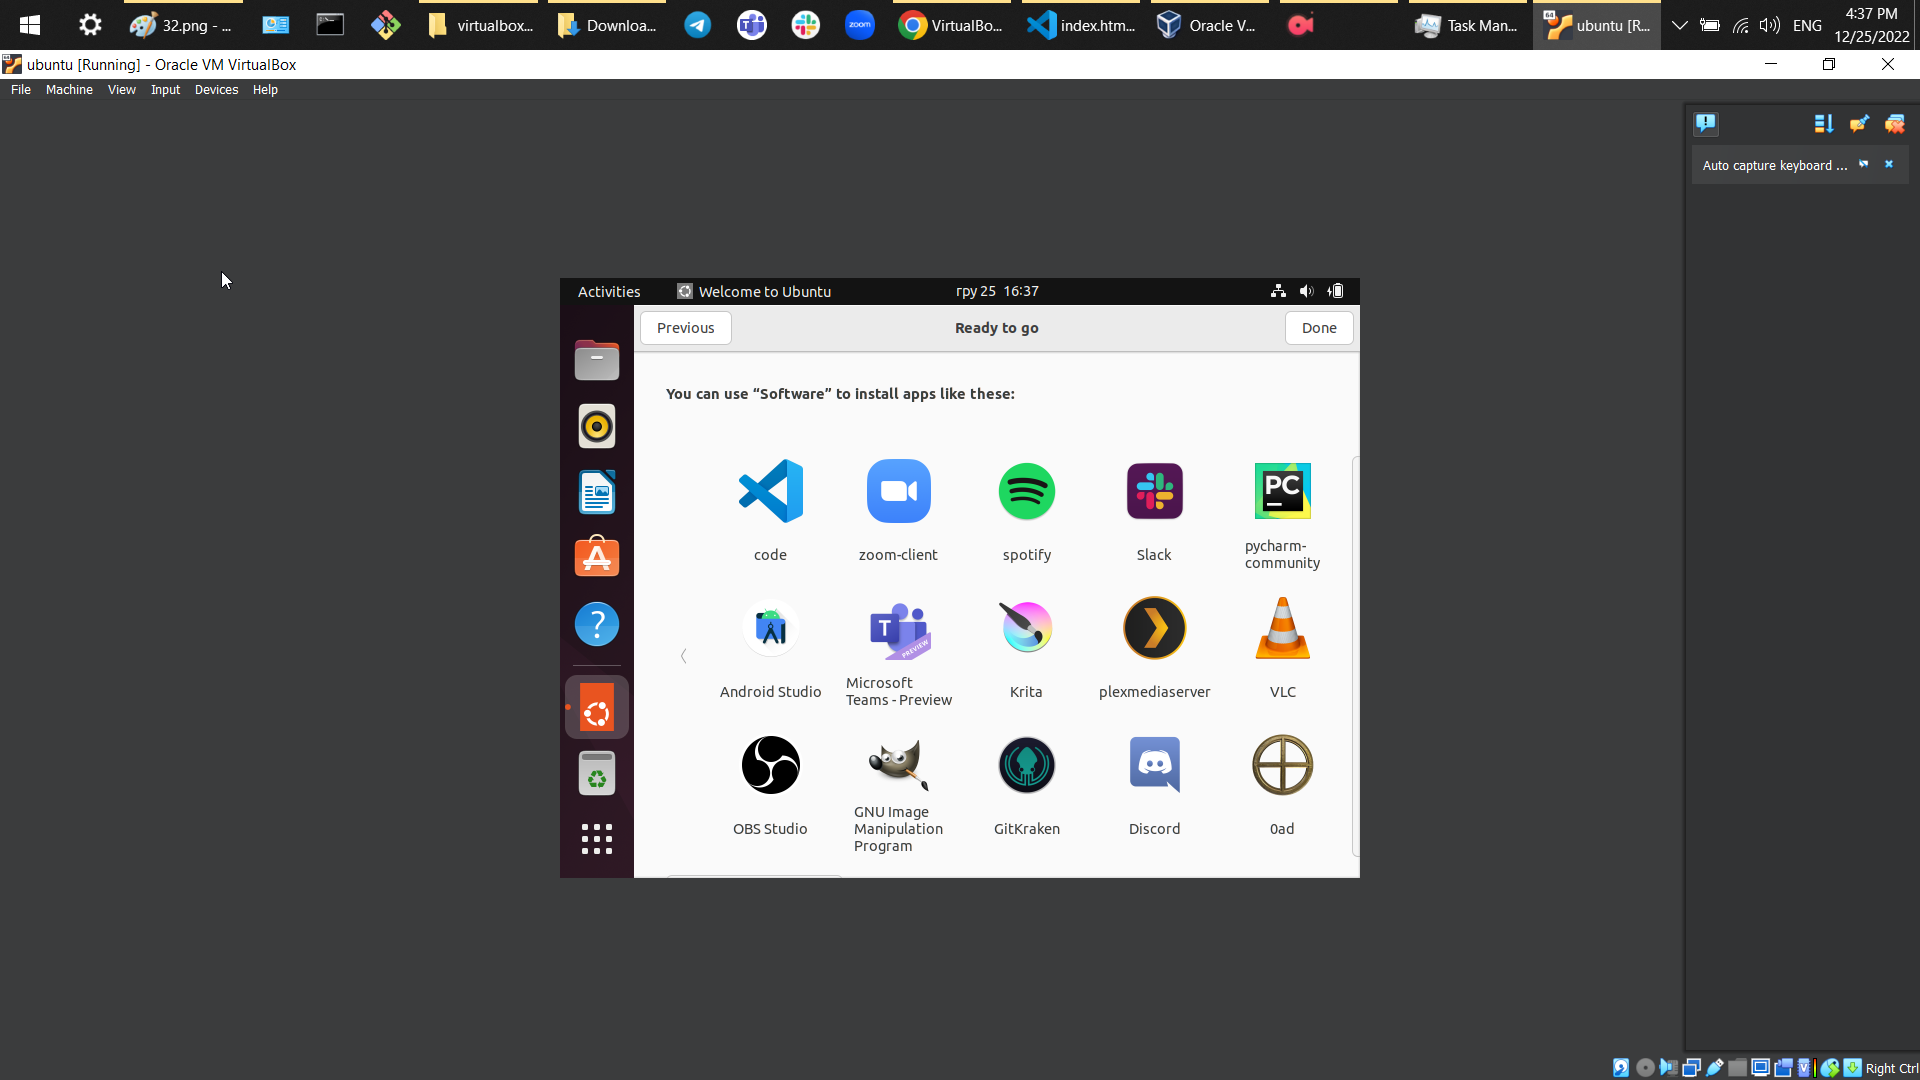 32.png - ...
virtualbox...
Downloa...
zoom
VirtualBo...
index.htm...
Oracle V...
Task Man...
64
ubuntu [R...
ENG
4:37 PM
12/25/2022
ubuntu [Running] - Oracle VM VirtualBox
File Machine View Input Devices Help
Auto capture keyboard ...
Activities
Welcome to Ubuntu
гру 25 16:37
Previous
Ready to go
Done
You can use “Software” to install apps like these:
PC
code
zoom-client
spotify
Slack
pycharm-
community
T
PREVIEW
Android Studio
Microsoft
Teams - Preview
Krita
plexmediaserver
VLC
OBS Studio
GNU Image
Manipulation
Program
GitKraken
Discord
0ad
Right Ctrl